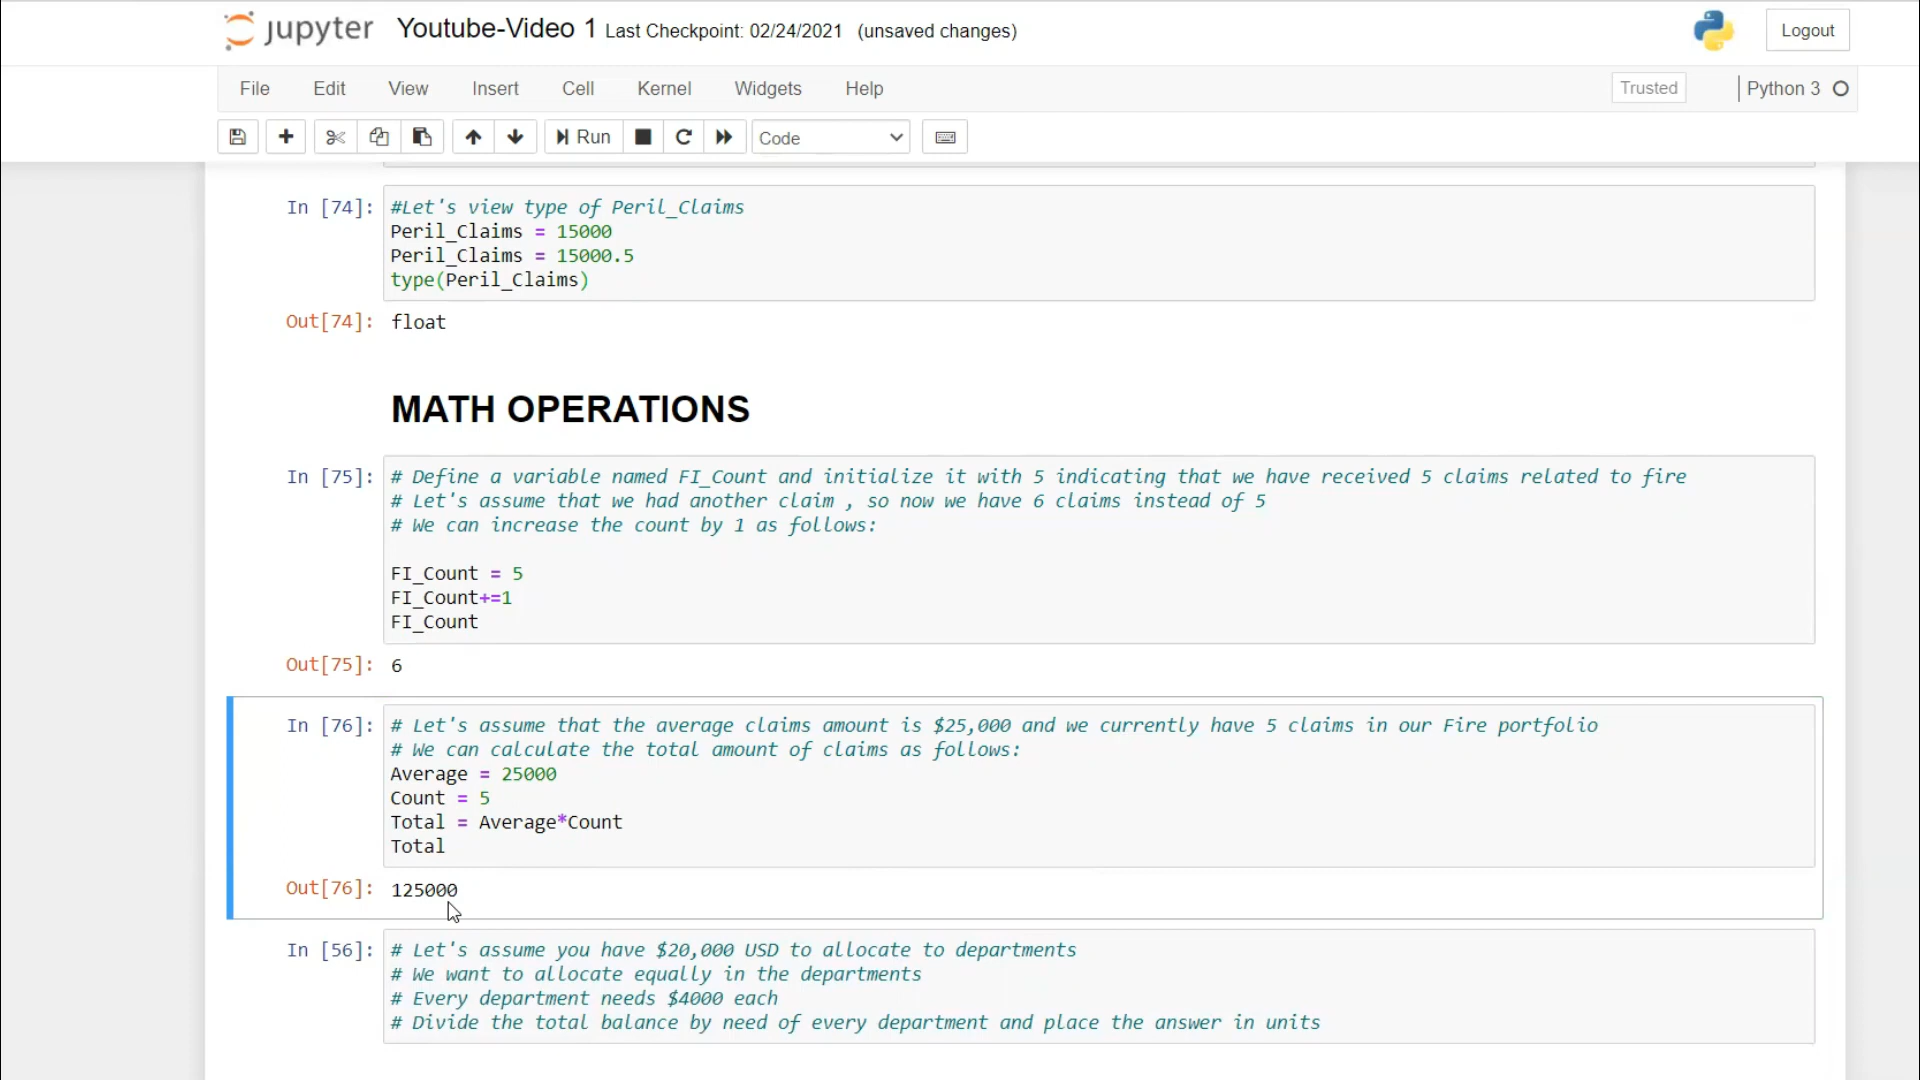 jupyter Youtube-Video 1 Last Checkpoint: 02/24/2021 (unsaved changes) Logout
File Edit View Insert Cell Kernel Widgets Help Trusted Python 3
Run Code
In [74]: #Let's view type of Peril_Claims
Peril_Claims = 15000
Peril_Claims = 15000.5
type(Peril_Claims)
Out[74]: float
MATH OPERATIONS
In [75]: # Define a variable named FI_Count and initialize it with 5 indicating that we have received 5 claims related to fire
# Let's assume that we had another claim , so now we have 6 claims instead of 5
# We can increase the count by 1 as follows:
FI_Count = 5
FI_Count+=1
FI_Count
Out[75]: 6
In [76]: # Let's assume that the average claims amount is $25,000 and we currently have 5 claims in our Fire portfolio
# We can calculate the total amount of claims as follows:
Average = 25000
Count = 5
Total = Average*Count
Total
Out[76]: 125000
In [56]: # Let's assume you have $20,000 USD to allocate to departments
# We want to allocate equally in the departments
# Every department needs $4000 each
# Divide the total balance by need of every department and place the answer in units